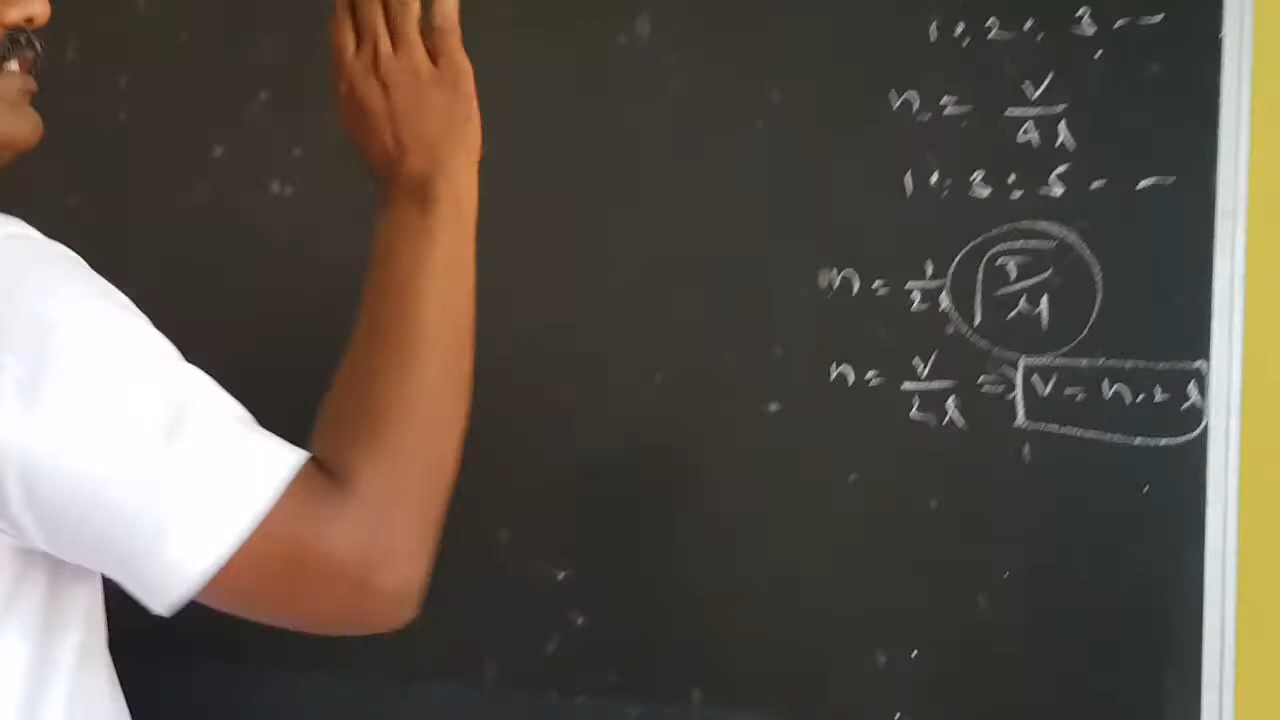 1 : 2 : 3 - -
n = v/4l
1 : 3 : 5 - -
n = 1/2l √T/μ
n = v/2l ⇒ v = n.2l